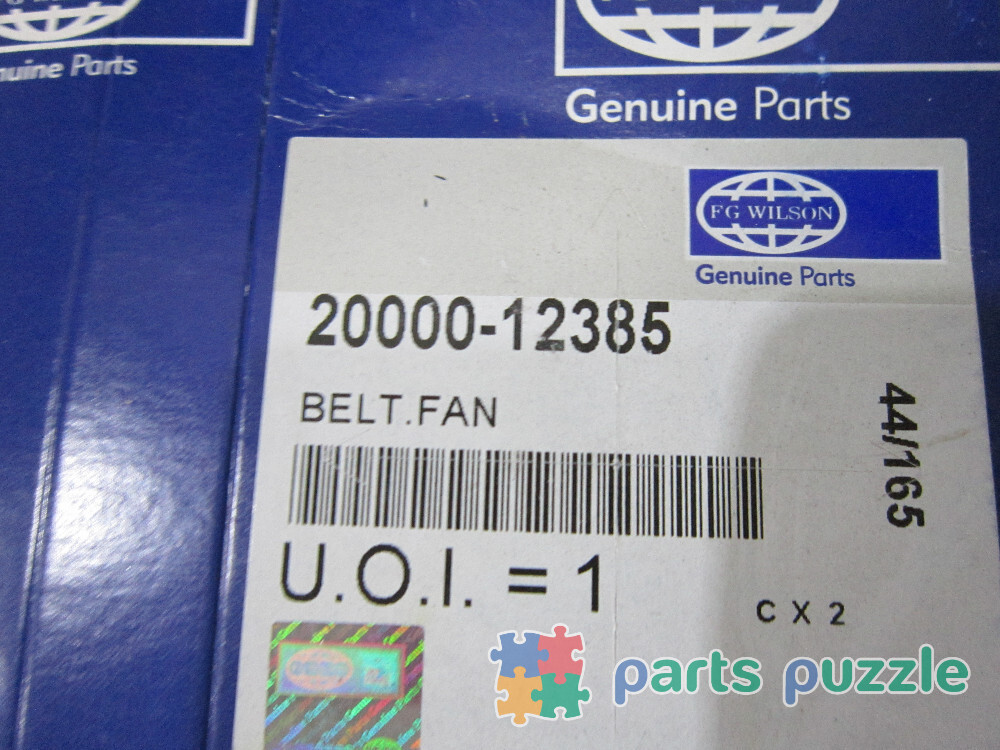 Genuine Parts
Genuine Parts
FG WILSON
Genuine Parts
20000-12385
BELT.FAN
44/165
U.O.I. = 1
C X 2
parts puzzle